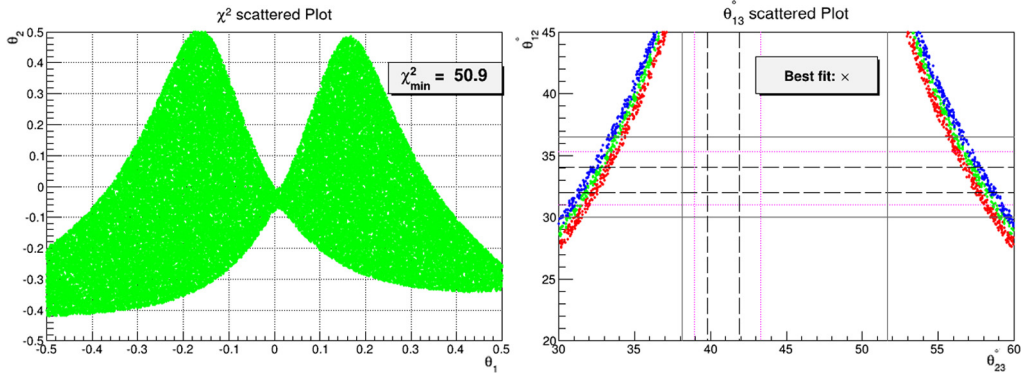 χ² scattered Plot
θ₂
0.5
0.4
0.3
0.2
0.1
0
-0.1
-0.2
-0.3
-0.4
-0.5
χ²min = 50.9
-0.5 -0.4 -0.3 -0.2 -0.1 0 0.1 0.2 0.3 0.4 0.5
θ₁
θ°₁₃ scattered Plot
θ°₁₂
45
40
35
30
25
20
Best fit: ×
30 35 40 45 50 55 60
θ°₂₃